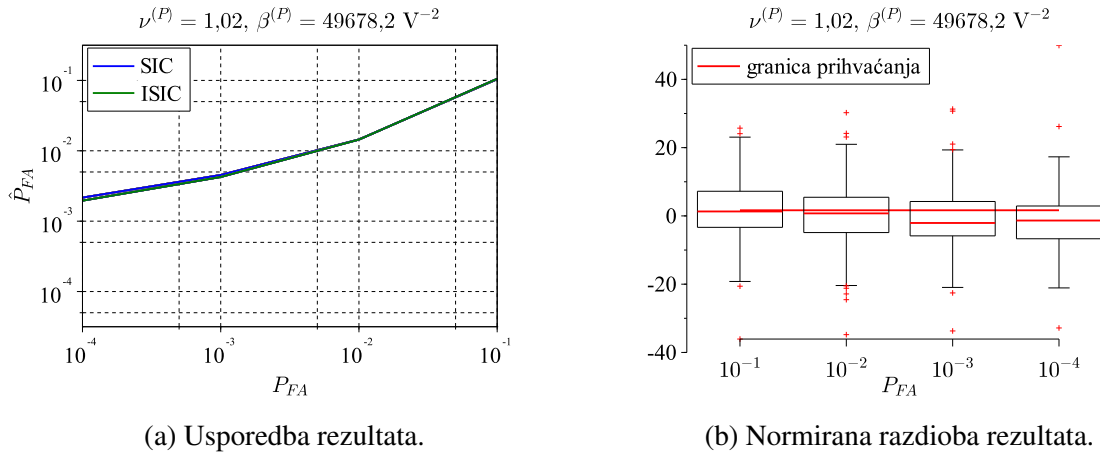 ν^(P) = 1,02, β^(P) = 49678,2 V^−2
SIC
ISIC
10^-1
10^-2
10^-3
10^-4
P̂_FA
10^-4
10^-3
10^-2
10^-1
P_FA
(a) Usporedba rezultata.
ν^(P) = 1,02, β^(P) = 49678,2 V^−2
granica prihvaćanja
40
20
0
-20
-40
10^−1
10^−2
10^−3
10^−4
P_FA
(b) Normirana razdioba rezultata.